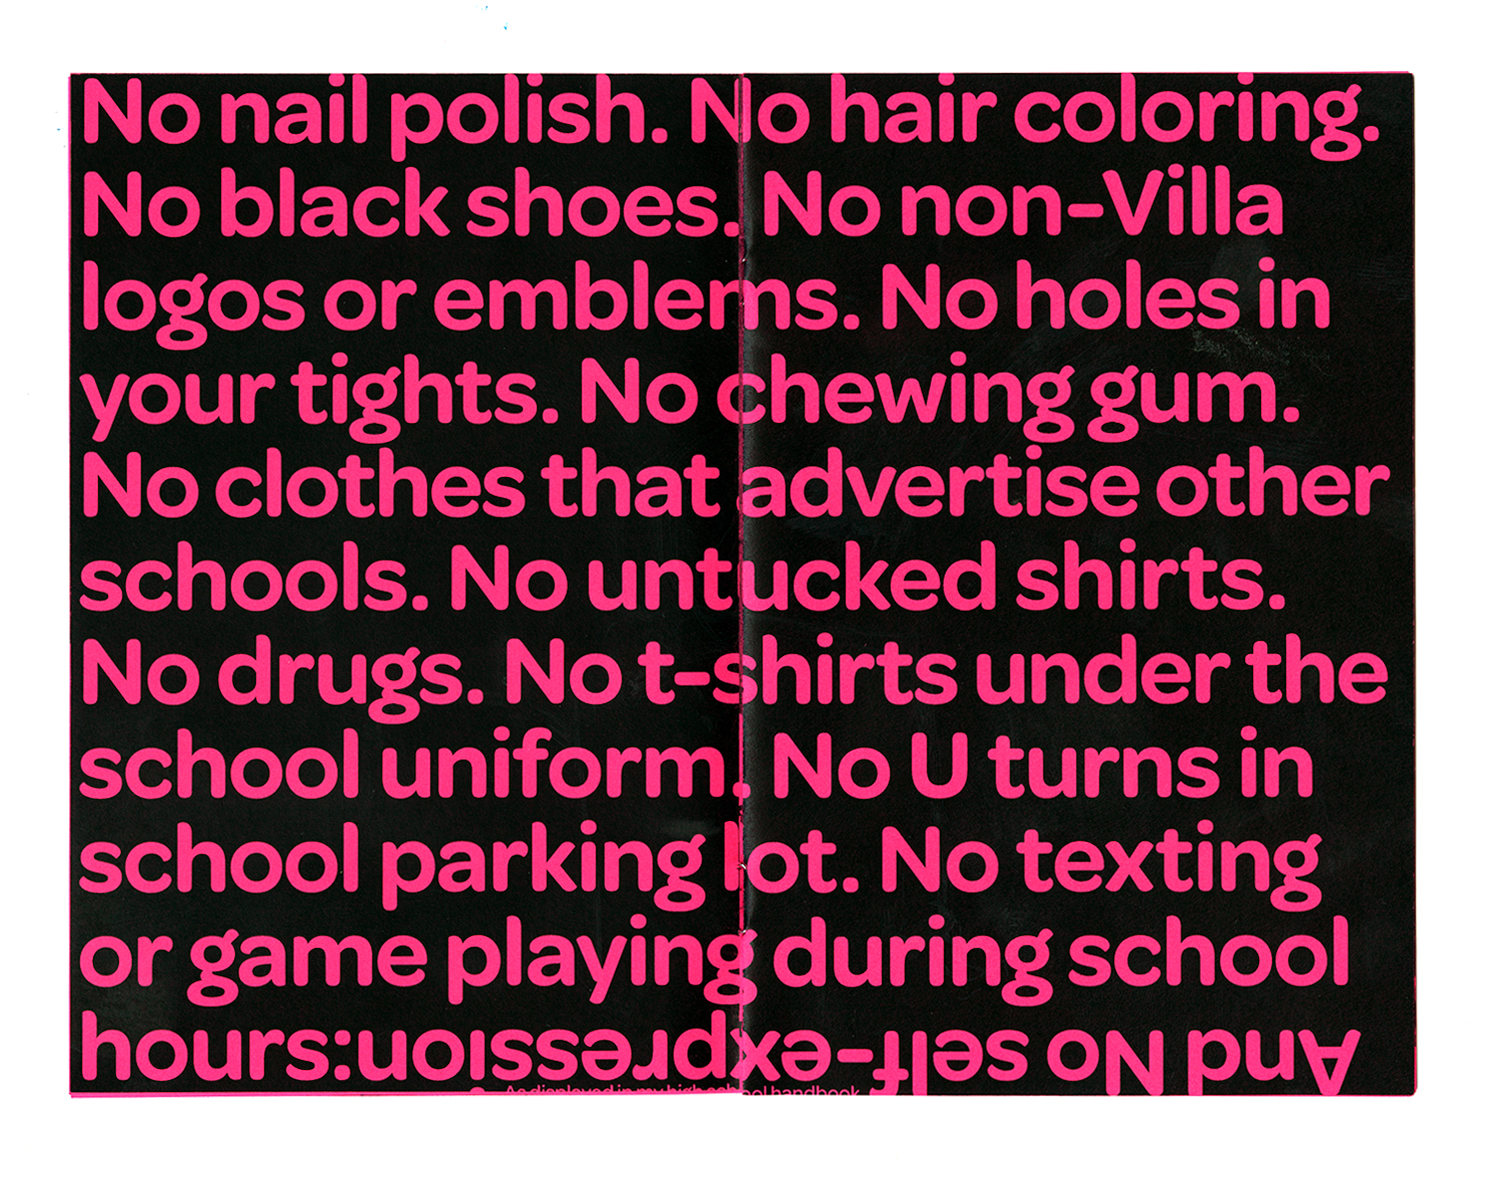 No nail polish. No hair coloring.
No black shoes. No non-Villa
logos or emblems. No holes in
your tights. No chewing gum.
No clothes that advertise other
schools. No untucked shirts.
No drugs. No t-shirts under the
school uniform. No U turns in
school parking lot. No texting
or game playing during school
hours:
And No self-expression
As displayed in my high school handbook